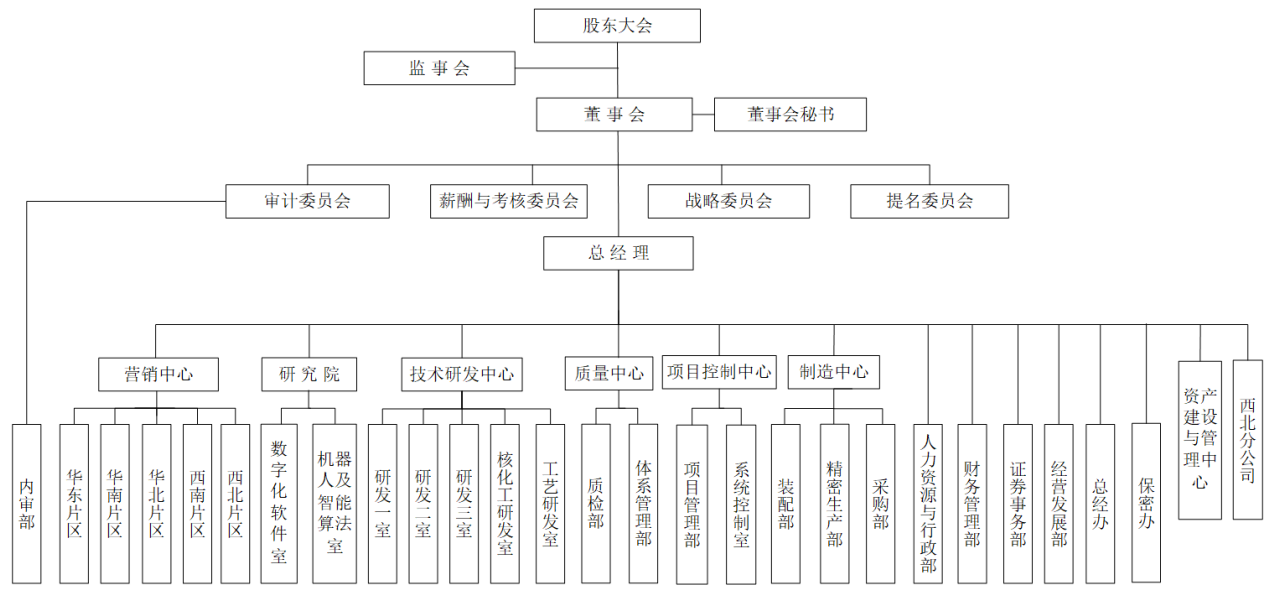 股东大会
监事会
董事会
董事会秘书
审计委员会
薪酬与考核委员会
战略委员会
提名委员会
总经理
营销中心
研究院
技术研发中心
质量中心
项目控制中心
制造中心
内审部
华东片区
华南片区
华北片区
西南片区
西北片区
数字化软件室
机器人及智能算法室
研发一室
研发二室
研发三室
核化工研发室
工艺研发室
质检部
体系管理部
项目管理部
系统控制室
装配部
精密生产部
采购部
人力资源与行政部
财务管理部
证券事务部
经营发展部
总经办
保密办
资产建设与管理中心
西北分公司